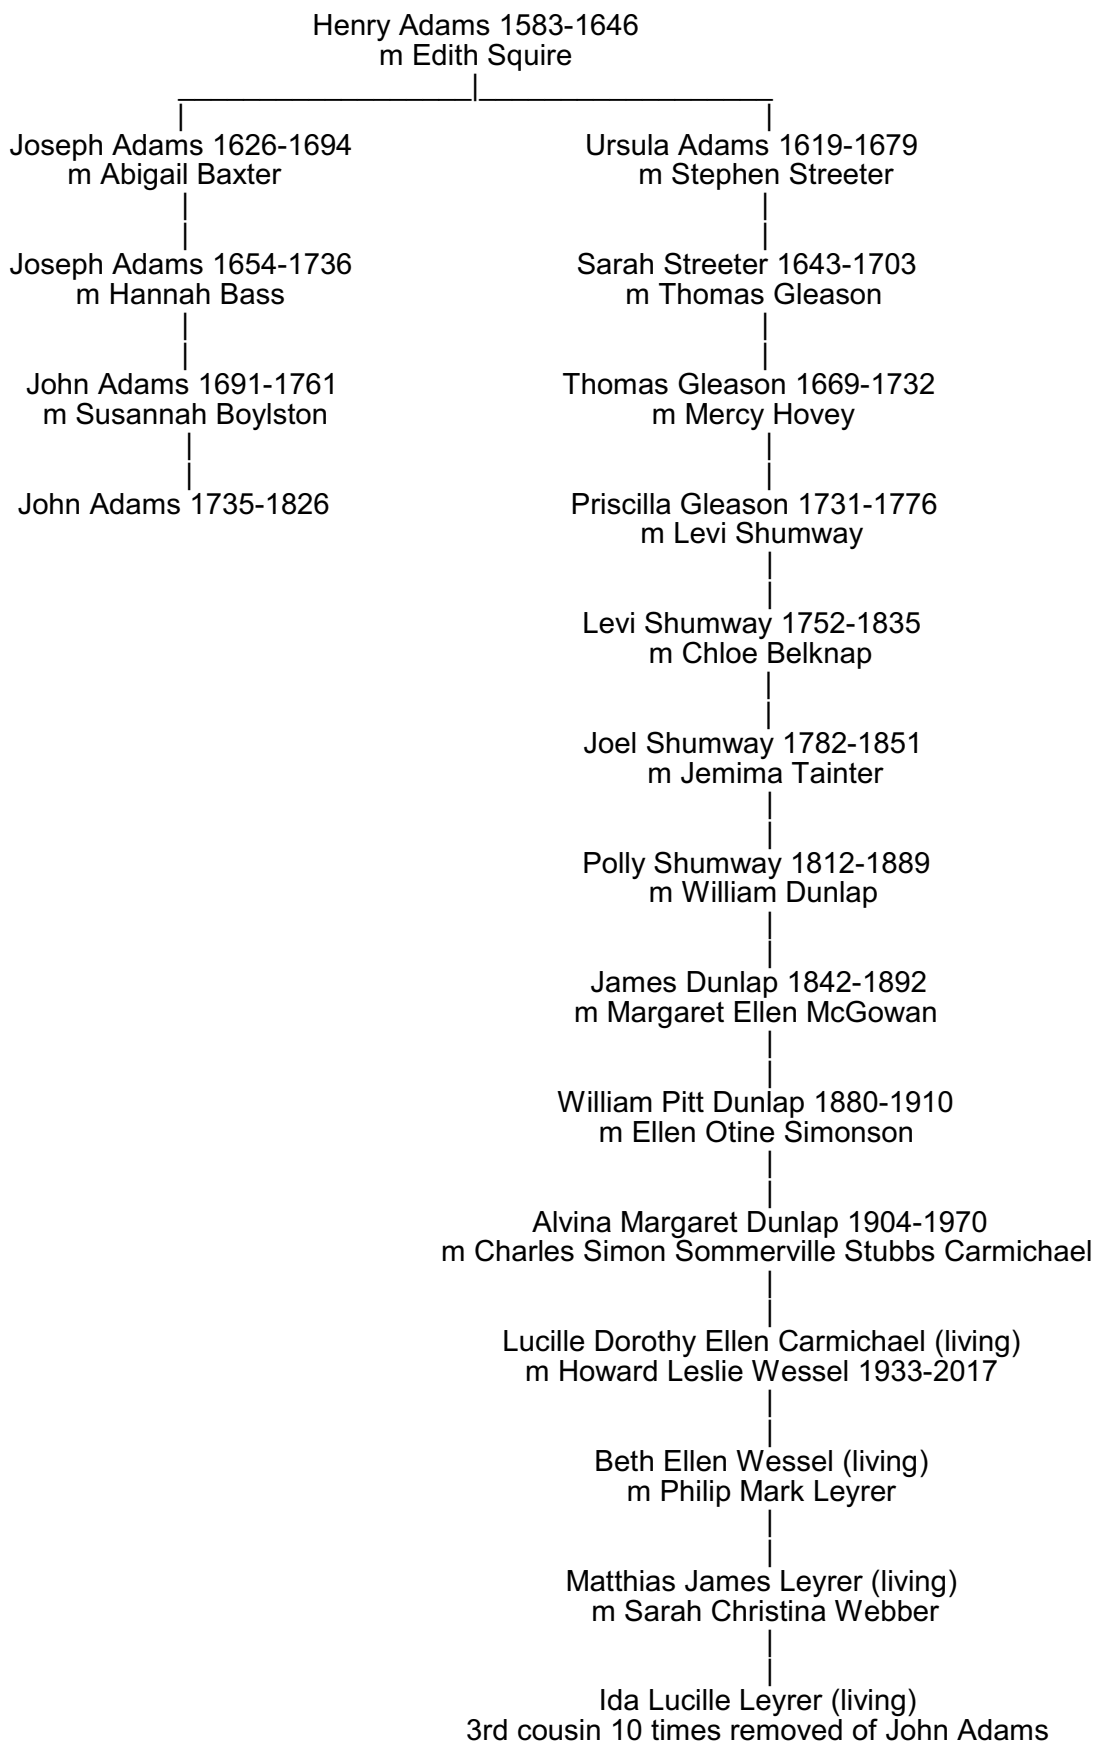 Henry Adams 1583-1646
m Edith Squire
Joseph Adams 1626-1694
m Abigail Baxter
Joseph Adams 1654-1736
m Hannah Bass
John Adams 1691-1761
m Susannah Boylston
John Adams 1735-1826
Ursula Adams 1619-1679
m Stephen Streeter
Sarah Streeter 1643-1703
m Thomas Gleason
Thomas Gleason 1669-1732
m Mercy Hovey
Priscilla Gleason 1731-1776
m Levi Shumway
Levi Shumway 1752-1835
m Chloe Belknap
Joel Shumway 1782-1851
m Jemima Tainter
Polly Shumway 1812-1889
m William Dunlap
James Dunlap 1842-1892
m Margaret Ellen McGowan
William Pitt Dunlap 1880-1910
m Ellen Otine Simonson
Alvina Margaret Dunlap 1904-1970
m Charles Simon Sommerville Stubbs Carmichael
Lucille Dorothy Ellen Carmichael (living)
m Howard Leslie Wessel 1933-2017
Beth Ellen Wessel (living)
m Philip Mark Leyrer
Matthias James Leyrer (living)
m Sarah Christina Webber
Ida Lucille Leyrer (living)
3rd cousin 10 times removed of John Adams